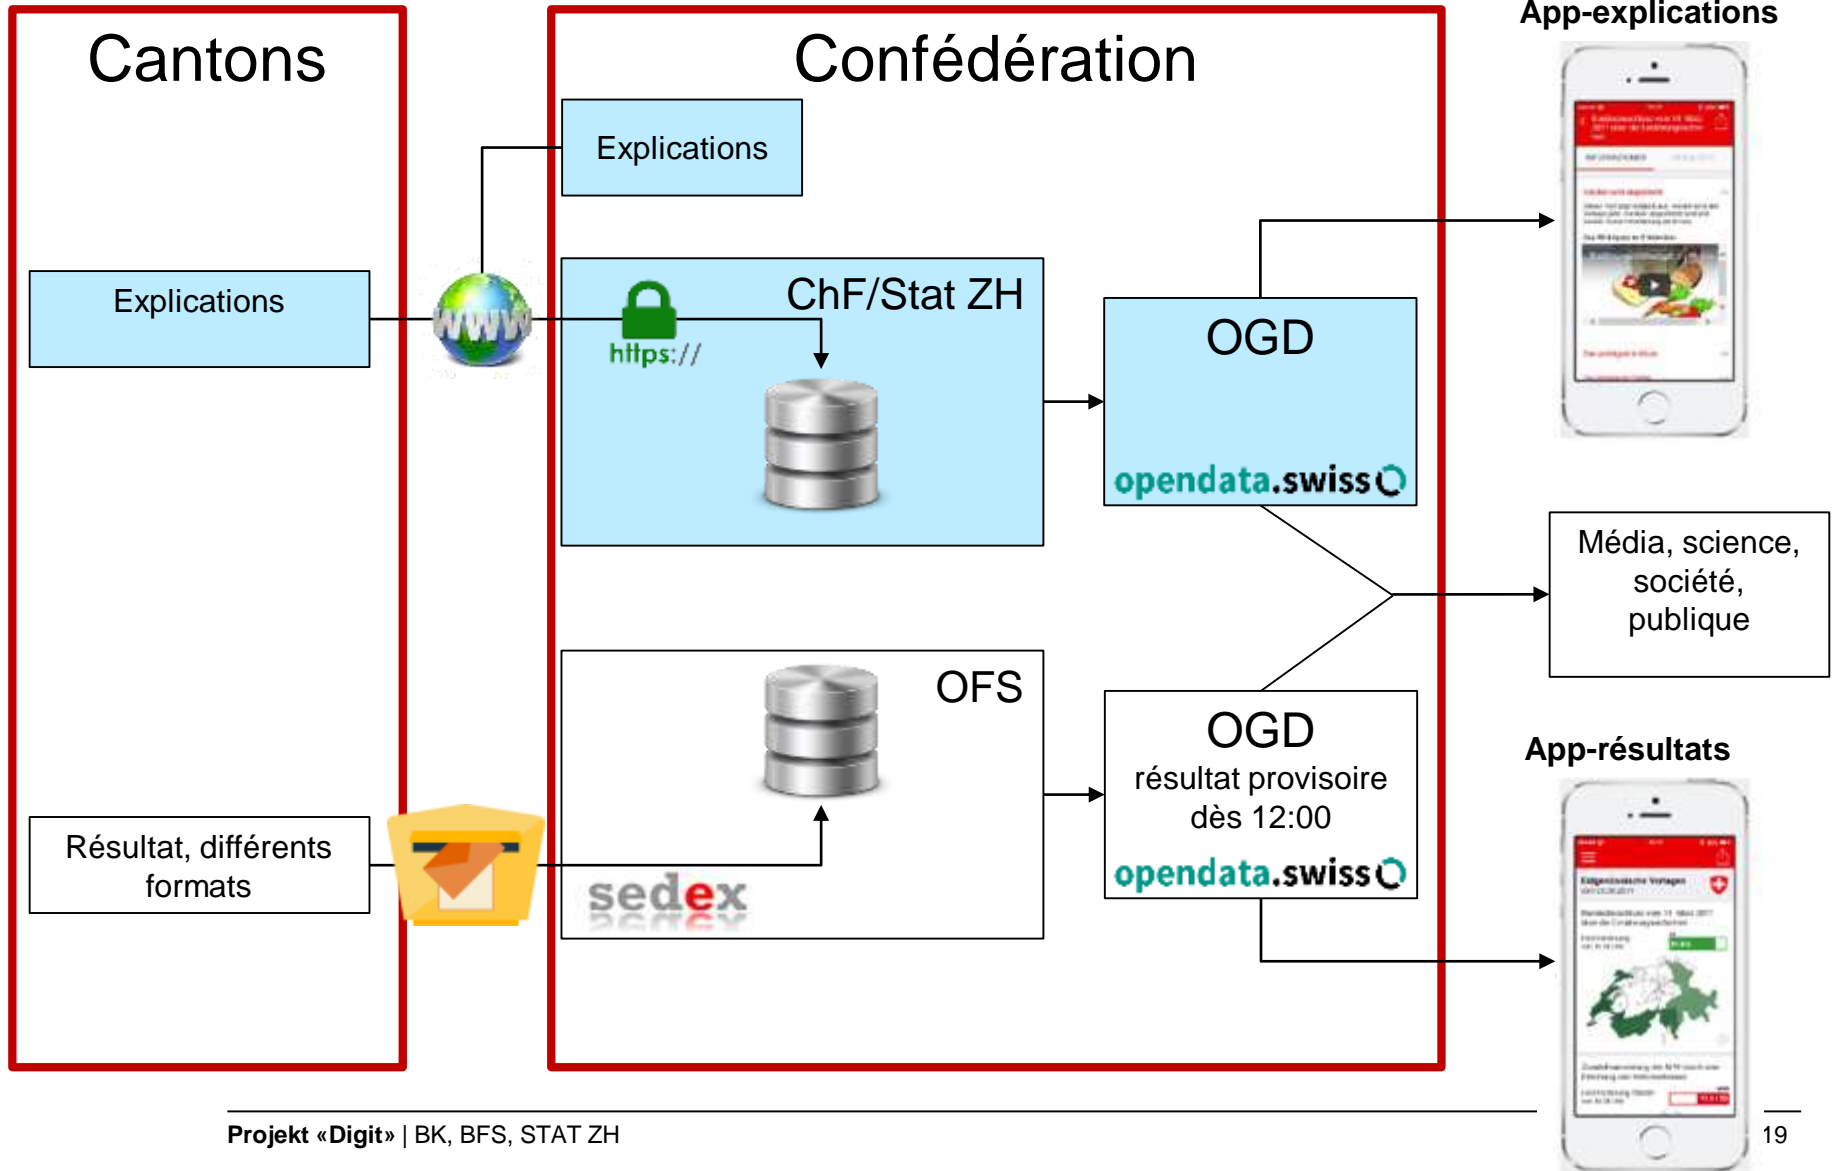 App-explications
Cantons
Confédération
Explications
Explications
www
https://
ChF/Stat ZH
OGD
opendata.swiss
Média, science,
société,
publique
OFS
OGD
résultat provisoire
dès 12:00
opendata.swiss
App-résultats
Résultat, différents
formats
sedex
Eidgenössische Vorlagen
Projekt «Digit» | BK, BFS, STAT ZH
19